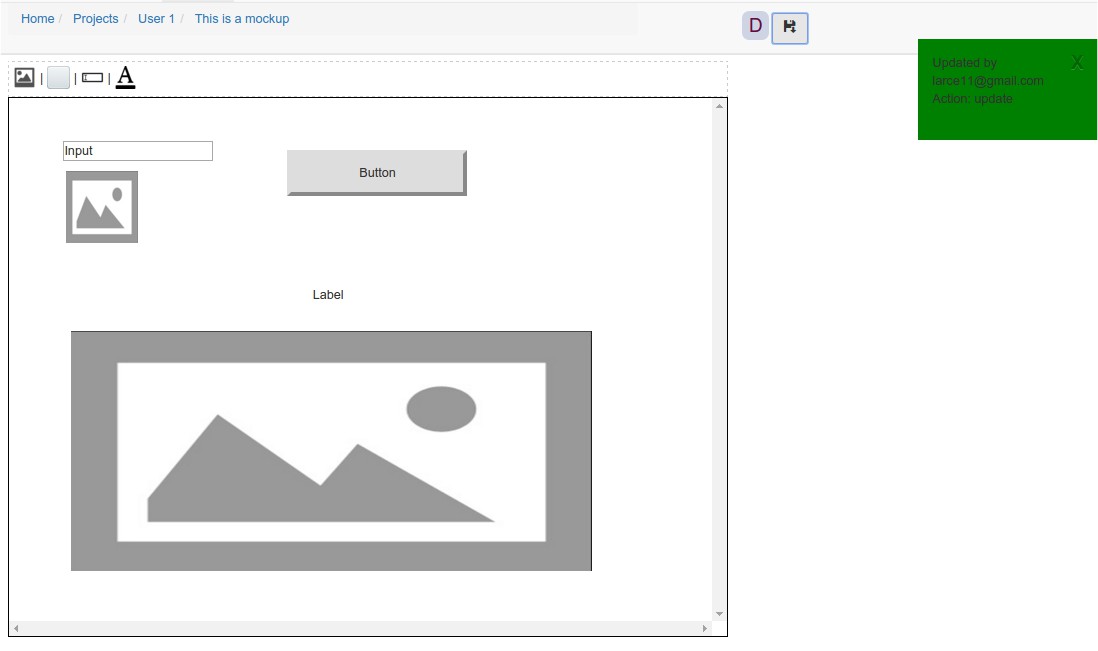 Home / Projects / User 1 / This is a mockup
D
X
Updated by
larce11@gmail.com
Action: update
| | | A
Input
Button
Label